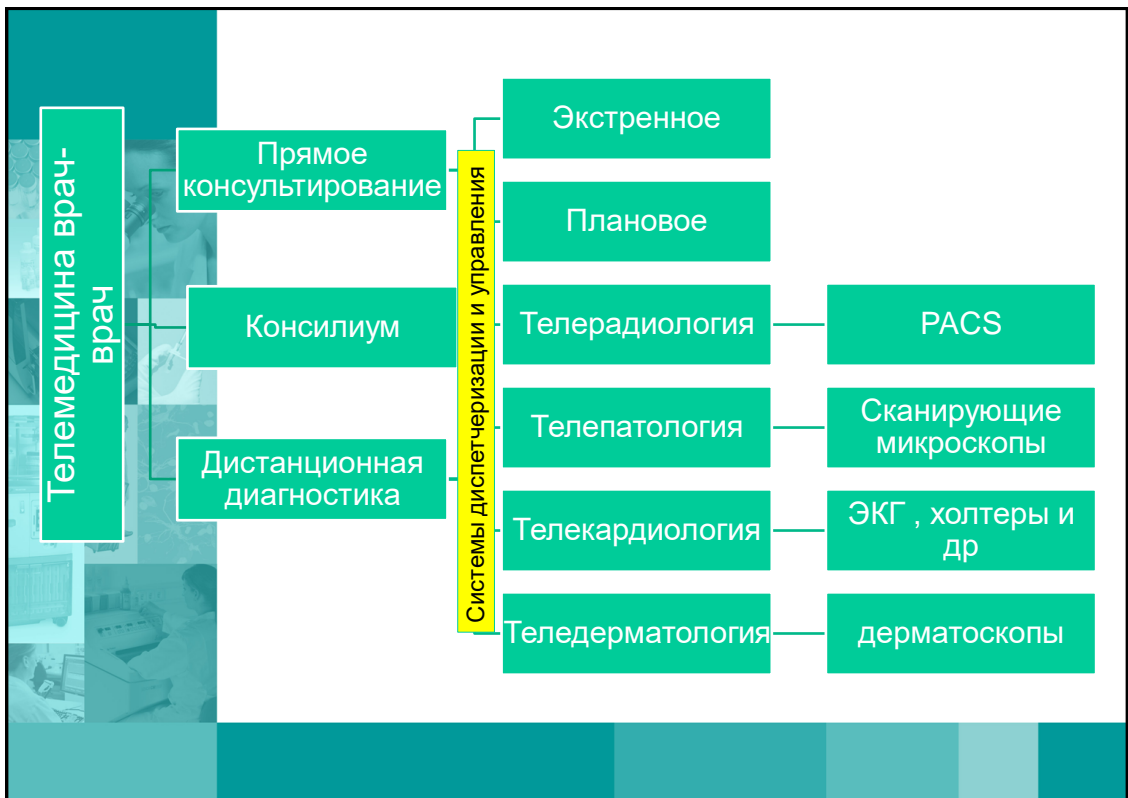 Телемедицина врач-
врач
Прямое
консультирование
Консилиум
Дистанционная
диагностика
Системы диспетчеризации и управления
Экстренное
Плановое
Телерадиология
PACS
Телепатология
Сканирующие
микроскопы
Телекардиология
ЭКГ , холтеры и
др
Теледерматология
дерматоскопы